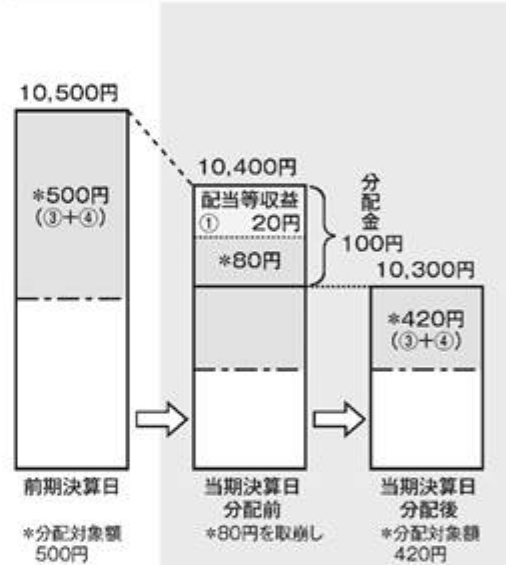 10,500円
*500円
(③+④)
10,400円
配当等収益
① 20円
*80円
分配金
100円
10,300円
*420円
(③+④)
前期決算日
*分配対象額
500円
当期決算日
分配前
*80円を取崩し
当期決算日
分配後
*分配対象額
420円